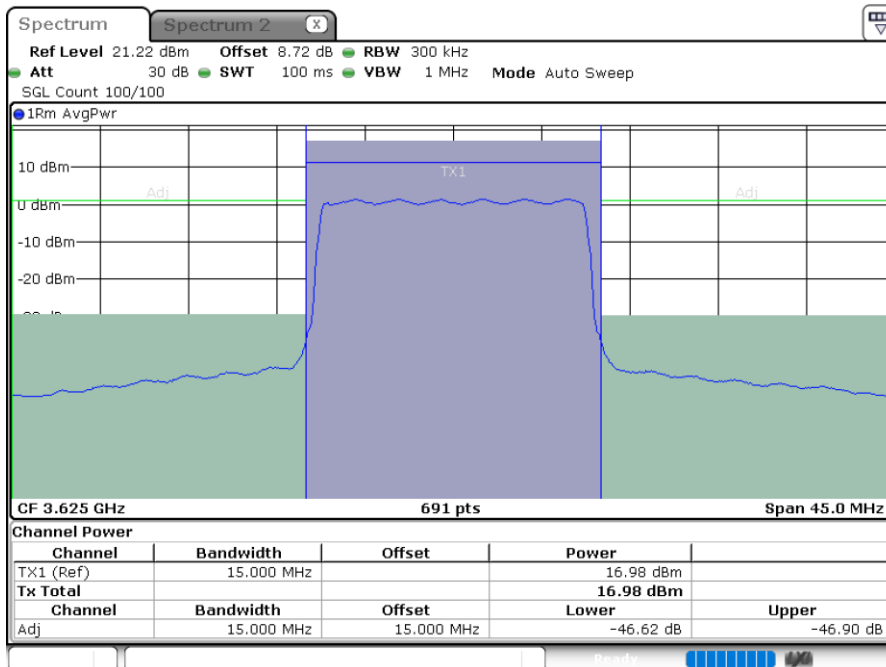 Spectrum Spectrum 2 X
Ref Level 21.22 dBm Offset 8.72 dB RBW 300 kHz
Att 30 dB SWT 100 ms VBW 1 MHz Mode Auto Sweep
SGL Count 100/100
1Rm AvgPwr
10 dBm
TX1
Adj Adj
0 dBm
-10 dBm
-20 dBm
CF 3.625 GHz 691 pts Span 45.0 MHz
Channel Power
Channel Bandwidth Offset Power
TX1 (Ref) 15.000 MHz 16.98 dBm
Tx Total 16.98 dBm
Channel Bandwidth Offset Lower Upper
Adj 15.000 MHz 15.000 MHz -46.62 dB -46.90 dB
Ready